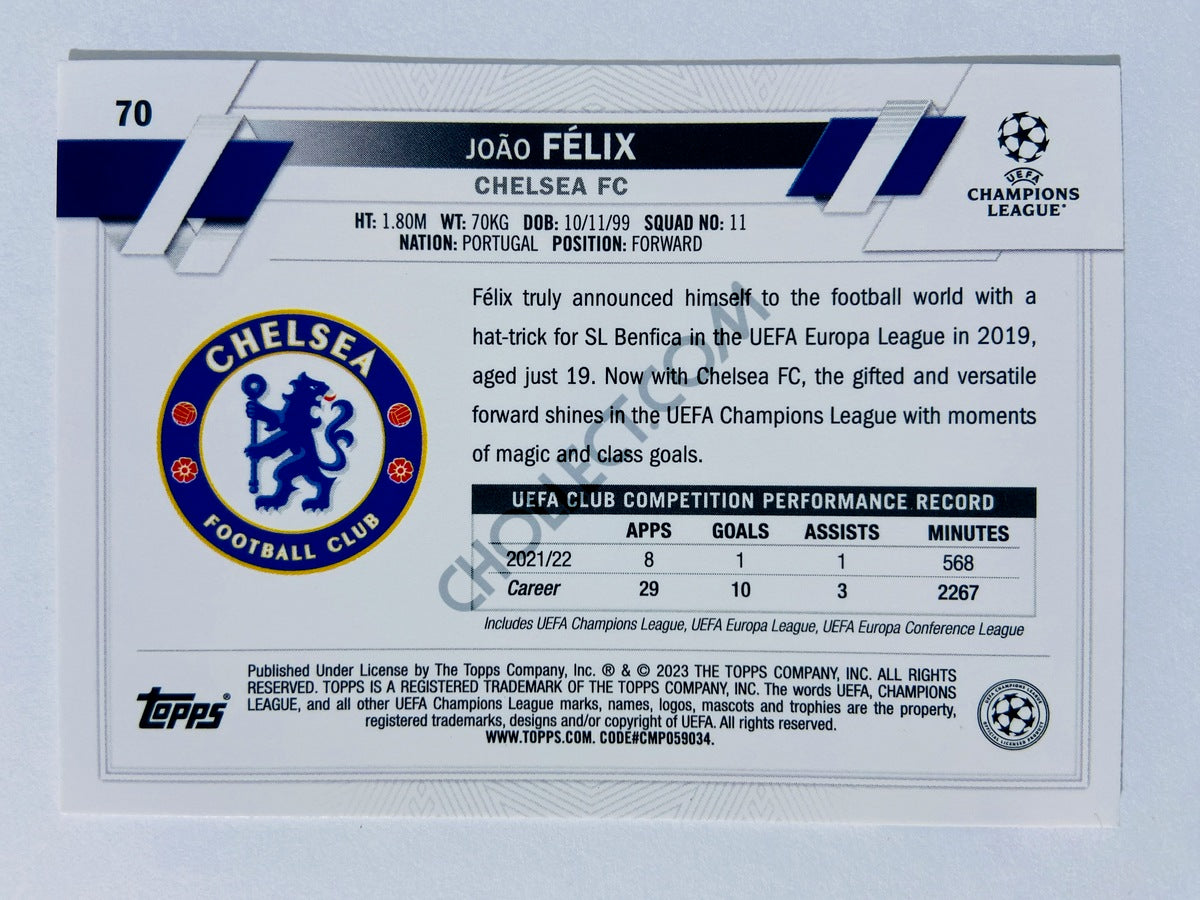 70
JOÃO FÉLIX
CHELSEA FC
HT: 1.80M WT: 70KG DOB: 10/11/99 SQUAD NO: 11
NATION: PORTUGAL POSITION: FORWARD
UEFA
CHAMPIONS
LEAGUE®
CHELSEA
FOOTBALL CLUB
Félix truly announced himself to the football world with a
hat-trick for SL Benfica in the UEFA Europa League in 2019,
aged just 19. Now with Chelsea FC, the gifted and versatile
forward shines in the UEFA Champions League with moments
of magic and class goals.
CHOLLECT.COM
UEFA CLUB COMPETITION PERFORMANCE RECORD
APPS GOALS ASSISTS MINUTES
2021/22 8 1 1 568
Career 29 10 3 2267
Includes UEFA Champions League, UEFA Europa League, UEFA Europa Conference League
Topps®
Published Under License by The Topps Company, Inc. ® & © 2023 THE TOPPS COMPANY, INC. ALL RIGHTS
RESERVED. TOPPS IS A REGISTERED TRADEMARK OF THE TOPPS COMPANY, INC. The words UEFA, CHAMPIONS
LEAGUE, and all other UEFA Champions League marks, names, logos, mascots and trophies are the property,
registered trademarks, designs and/or copyright of UEFA. All rights reserved.
WWW.TOPPS.COM. CODE#CMP059034.
UEFA CHAMPIONS LEAGUE
OFFICIAL LICENSED PRODUCT